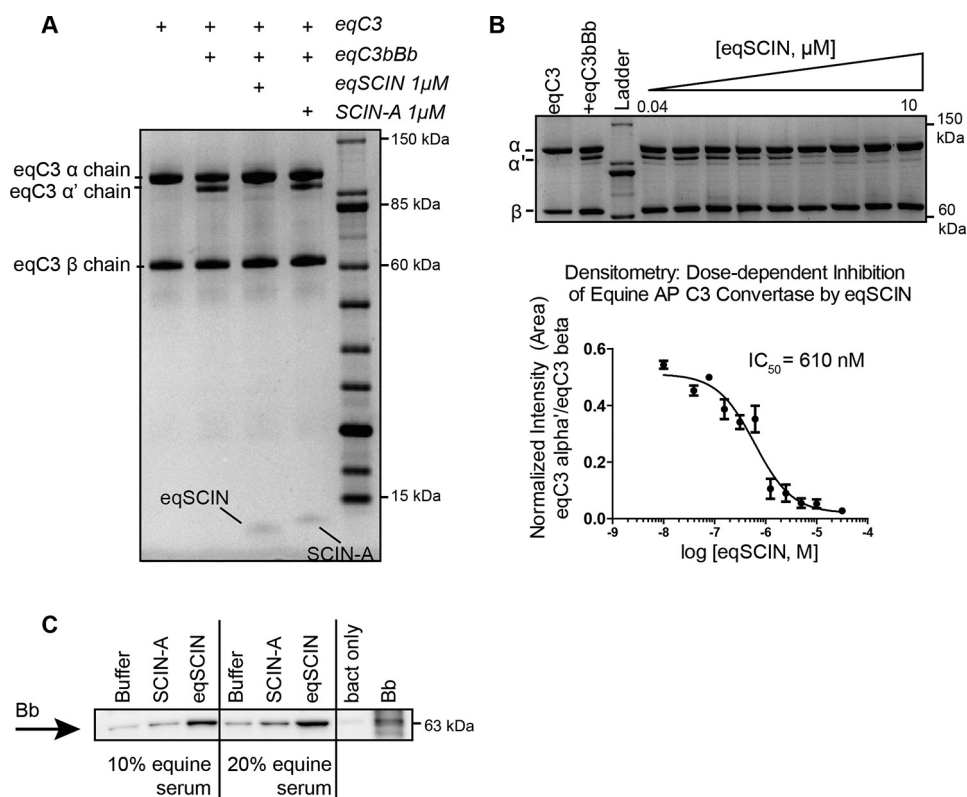 A
+ + + + eqC3
+ + + eqC3bBb
+ eqSCIN 1µM
+ SCIN-A 1µM
150 kDa
eqC3 α chain
eqC3 α' chain
85 kDa
eqC3 β chain
60 kDa
15 kDa
eqSCIN
SCIN-A
B
eqC3
+eqC3bBb
Ladder
[eqSCIN, µM]
0.04
10
150
kDa
α
α'
β
60
kDa
Densitometry: Dose-dependent Inhibition
of Equine AP C3 Convertase by eqSCIN
Normalized Intensity (Area)
eqC3 alpha'/eqC3 beta
0.6
0.4
0.2
0.0
IC50 = 610 nM
-9 -8 -7 -6 -5 -4
log [eqSCIN, M]
C
Buffer
SCIN-A
eqSCIN
Buffer
SCIN-A
eqSCIN
bact only
Bb
Bb
63 kDa
10% equine
serum
20% equine
serum